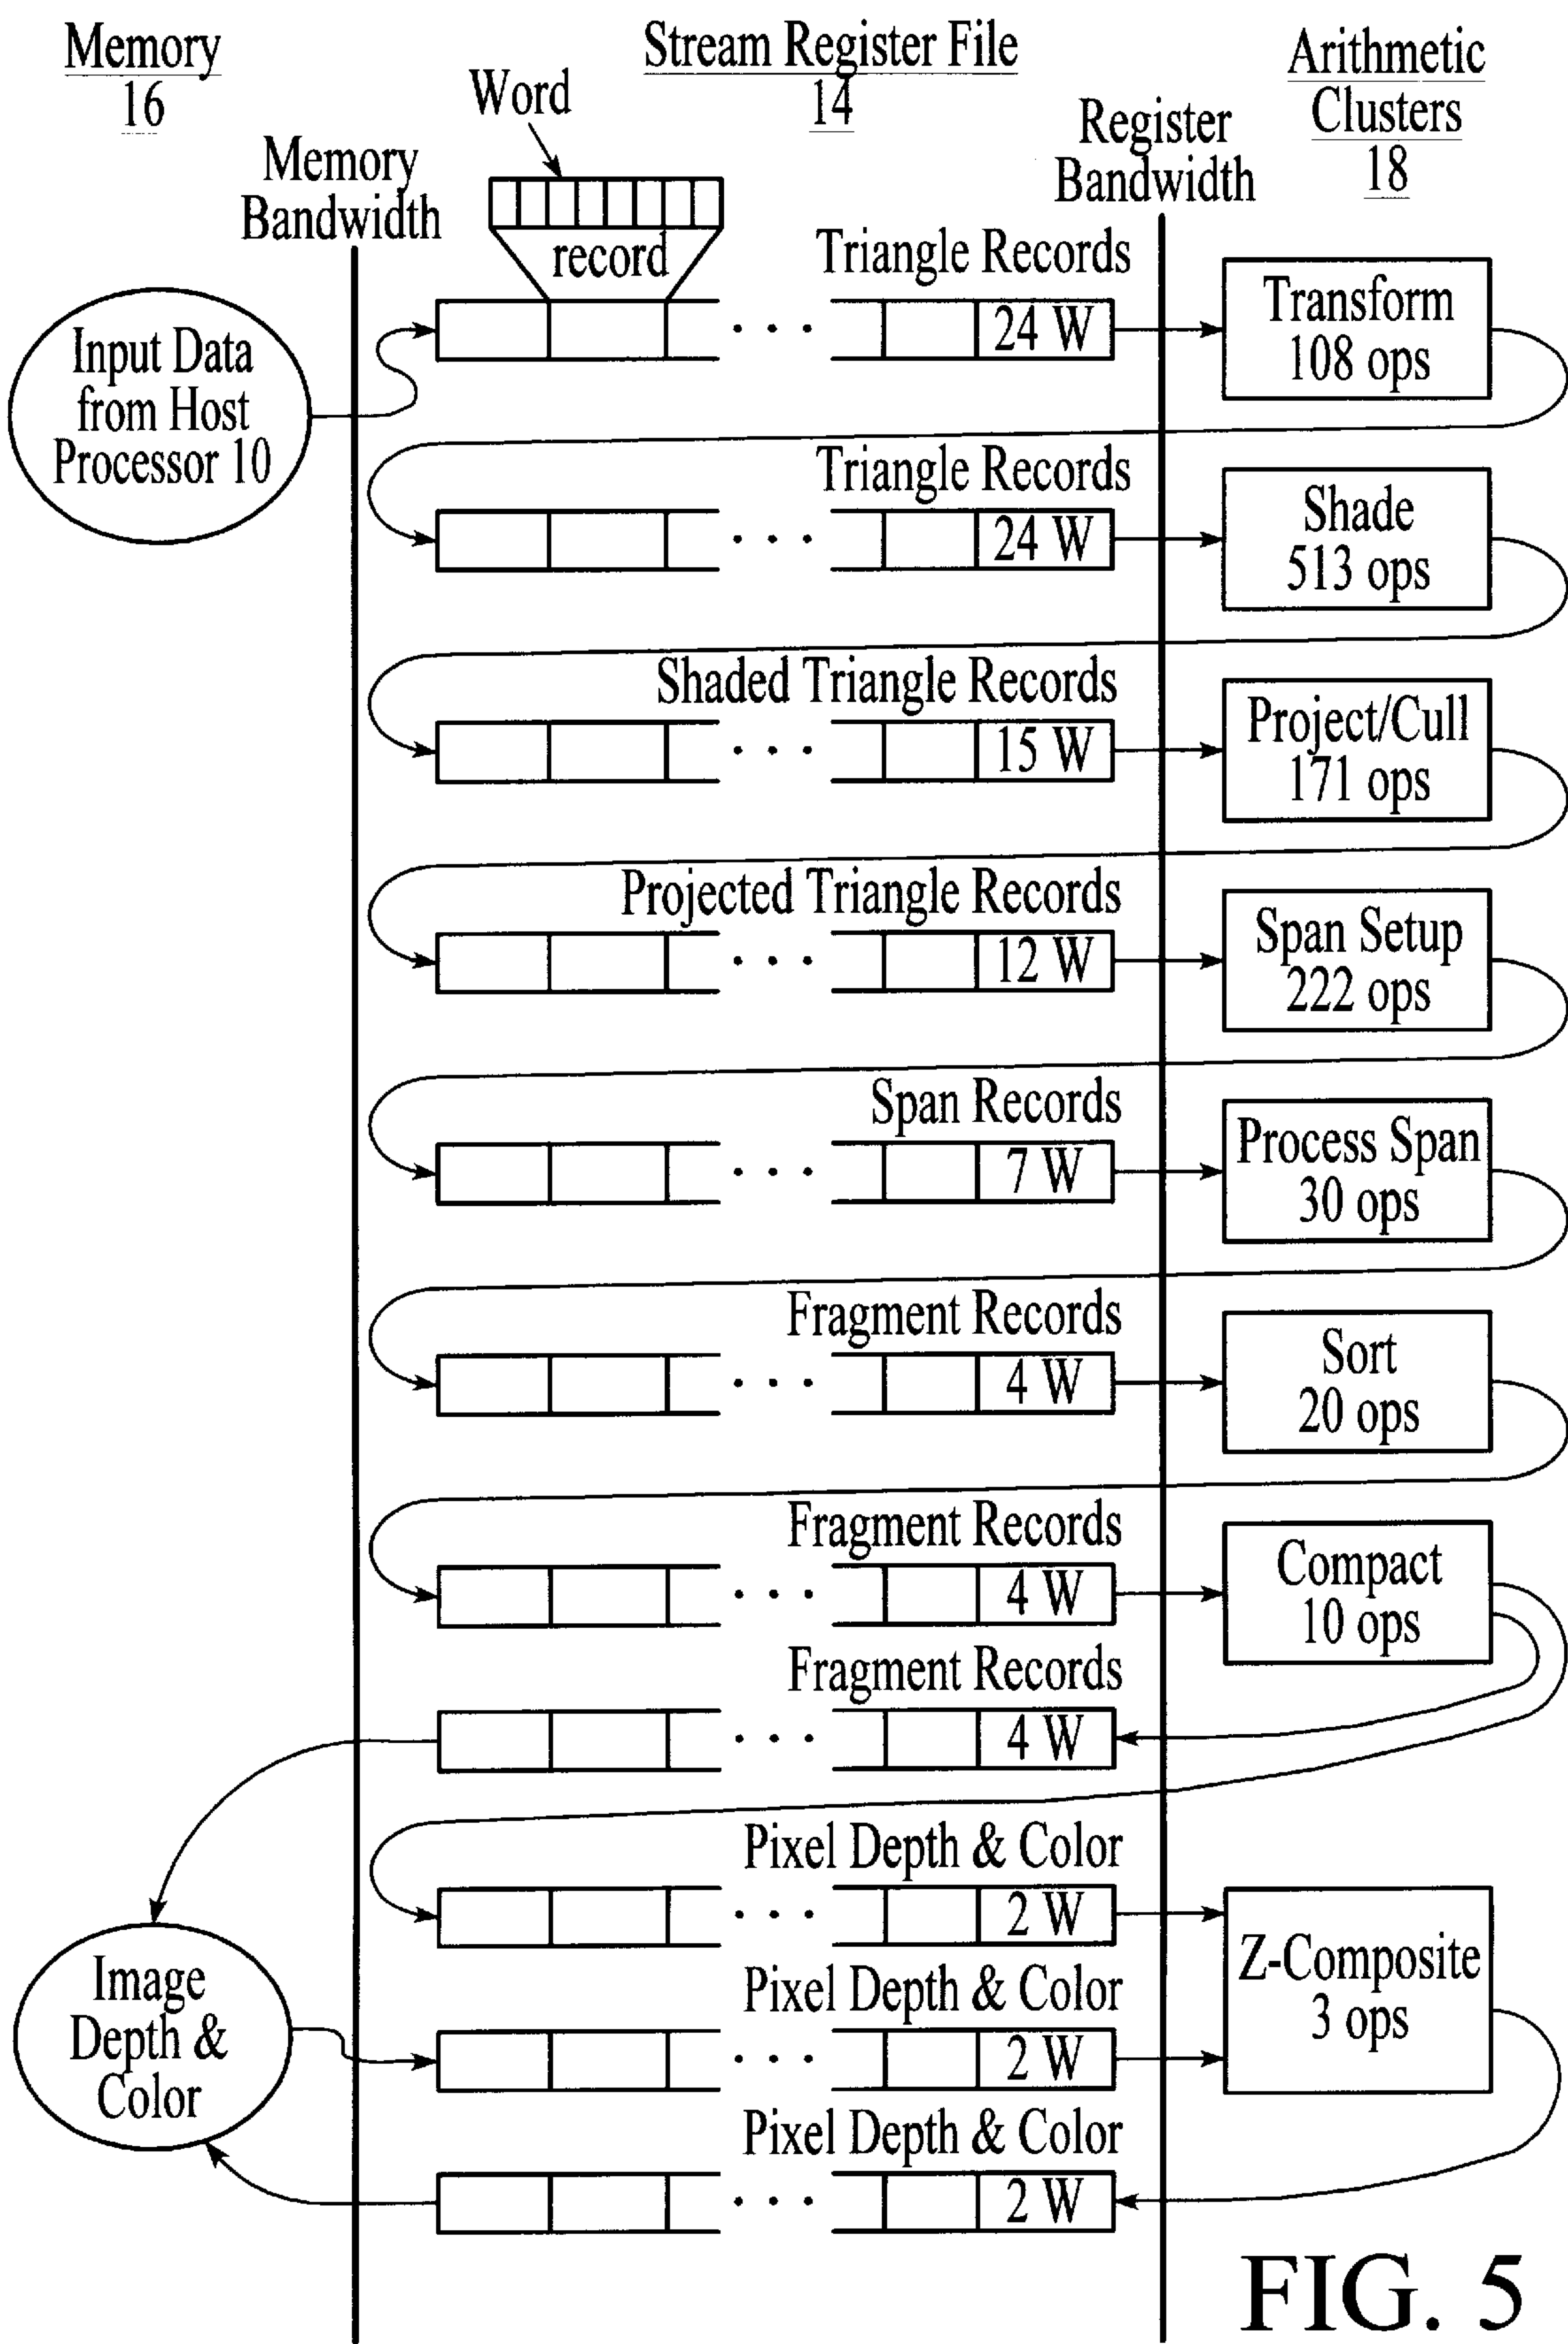 Memory
16
Stream Register File
14
Arithmetic
Clusters
18
Word
Memory
Bandwidth
Register
Bandwidth
record
Triangle Records
24 W
Transform
108 ops
Input Data
from Host
Processor 10
Triangle Records
24 W
Shade
513 ops
Shaded Triangle Records
15 W
Project/Cull
171 ops
Projected Triangle Records
12 W
Span Setup
222 ops
Span Records
7 W
Process Span
30 ops
Fragment Records
4 W
Sort
20 ops
Fragment Records
4 W
Compact
10 ops
Fragment Records
4 W
Pixel Depth & Color
2 W
Z-Composite
3 ops
Image
Depth &
Color
Pixel Depth & Color
2 W
Pixel Depth & Color
2 W
FIG. 5